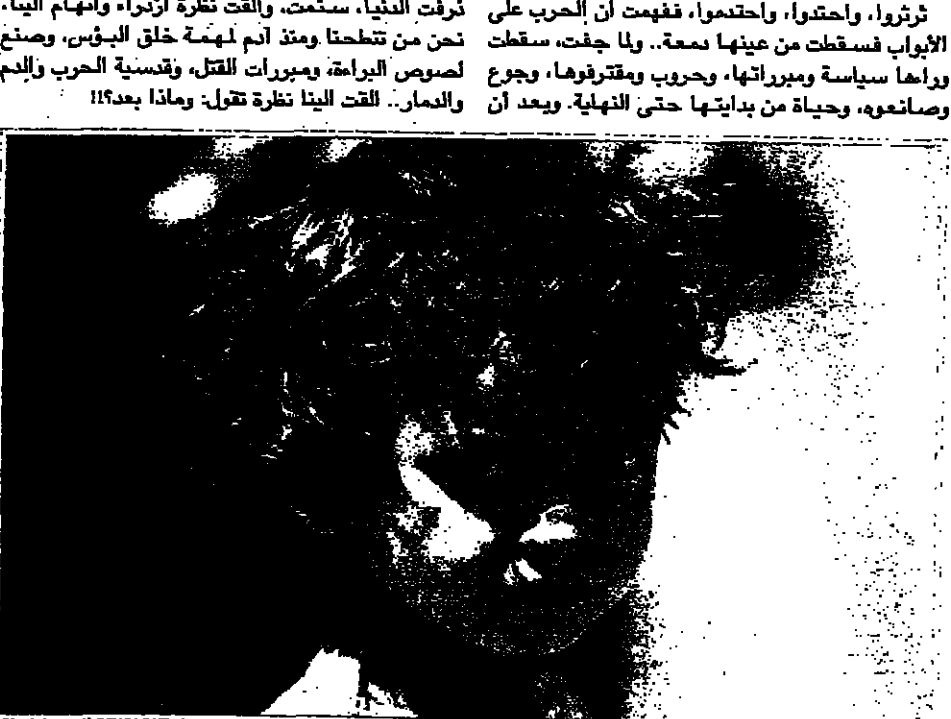 ثرثروا، واحتدوا، واحتدموا، ففهمت أن الحرب على
الأبواب فسقطت من عينها دمعة.. ولما جفت، سقطت
وراءها سياسة ومبرراتها، وحروب ومقترفوها، وجوع
وصانعوه، وحياة من بدايتها حتى النهاية. وبعد أن
ذرفت الدنيا، سئمت، وألقت نظرة ازدراء واتهام الينا،
نحن من تنطحنا ومنذ آدم لمهمة خلق البؤس، وصنع
لصوص البراءة، ومبررات القتل، وقدسية الحرب والدم
والدمار.. القت الينا نظرة تقول: وماذا بعد؟!!